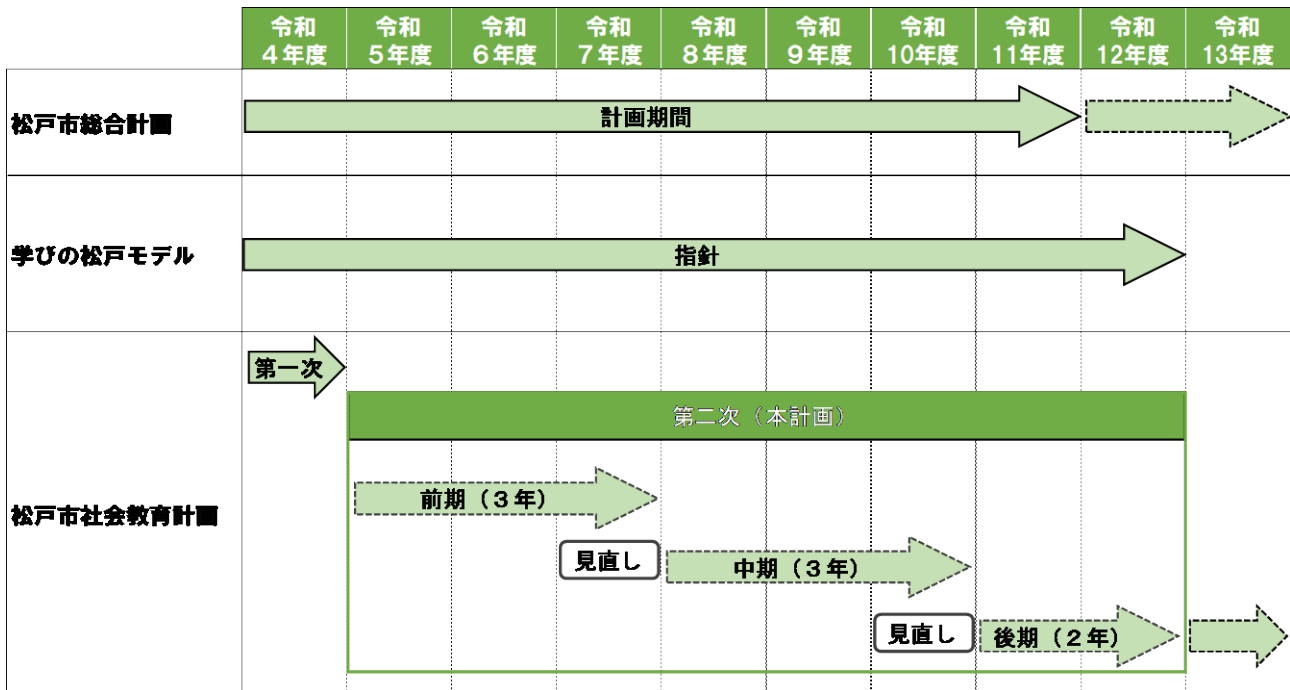 令和
4年度
令和
5年度
令和
6年度
令和
7年度
令和
8年度
令和
9年度
令和
10年度
令和
11年度
令和
12年度
令和
13年度
松戸市総合計画
計画期間
学びの松戸モデル
指針
松戸市社会教育計画
第一次
第二次（本計画）
前期（３年）
見直し
中期（３年）
見直し
後期（２年）